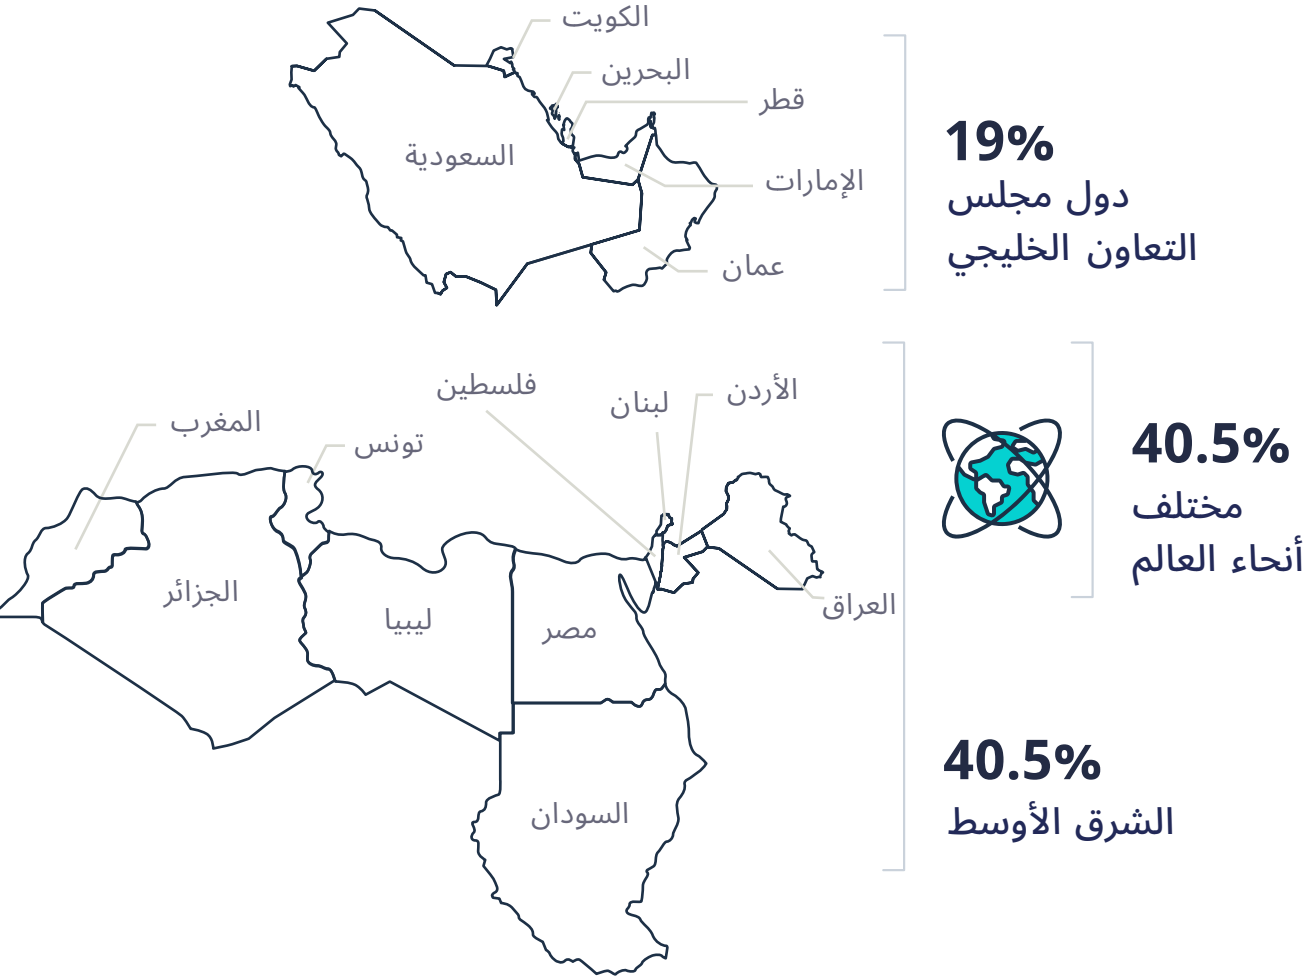 الكويت
البحرين
قطر
السعودية
الإمارات
عمان
19%
دول مجلس
التعاون الخليجي
فلسطين
لبنان
الأردن
المغرب
تونس
الجزائر
ليبيا
مصر
العراق
السودان
40.5%
مختلف
أنحاء العالم
40.5%
الشرق الأوسط